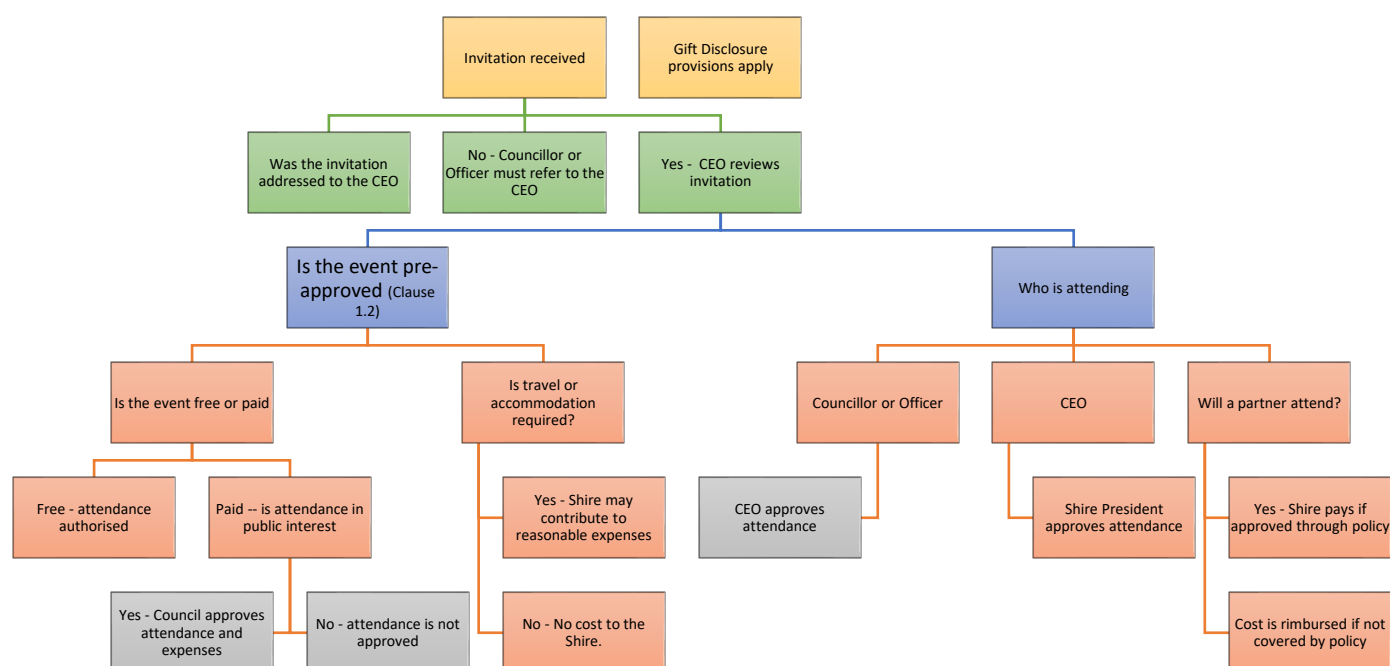 Invitation received
Gift Disclosure
provisions apply
Was the invitation
addressed to the CEO
No - Councillor or
Officer must refer to the
CEO
Yes -  CEO reviews
invitation
Is the event pre-
approved (Clause
1.2)
Who is attending
Is the event free or paid
Is travel or
accommodation
required?
Councillor or Officer
CEO
Will a partner attend?
Free - attendance
authorised
Paid -- is attendance in
public interest
Yes - Shire may
contribute to
reasonable expenses
CEO approves
attendance
Shire President
approves attendance
Yes - Shire pays if
approved through policy
Yes - Council approves
attendance and
expenses
No - attendance is not
approved
No - No cost to the
Shire.
Cost is rimbursed if not
covered by policy